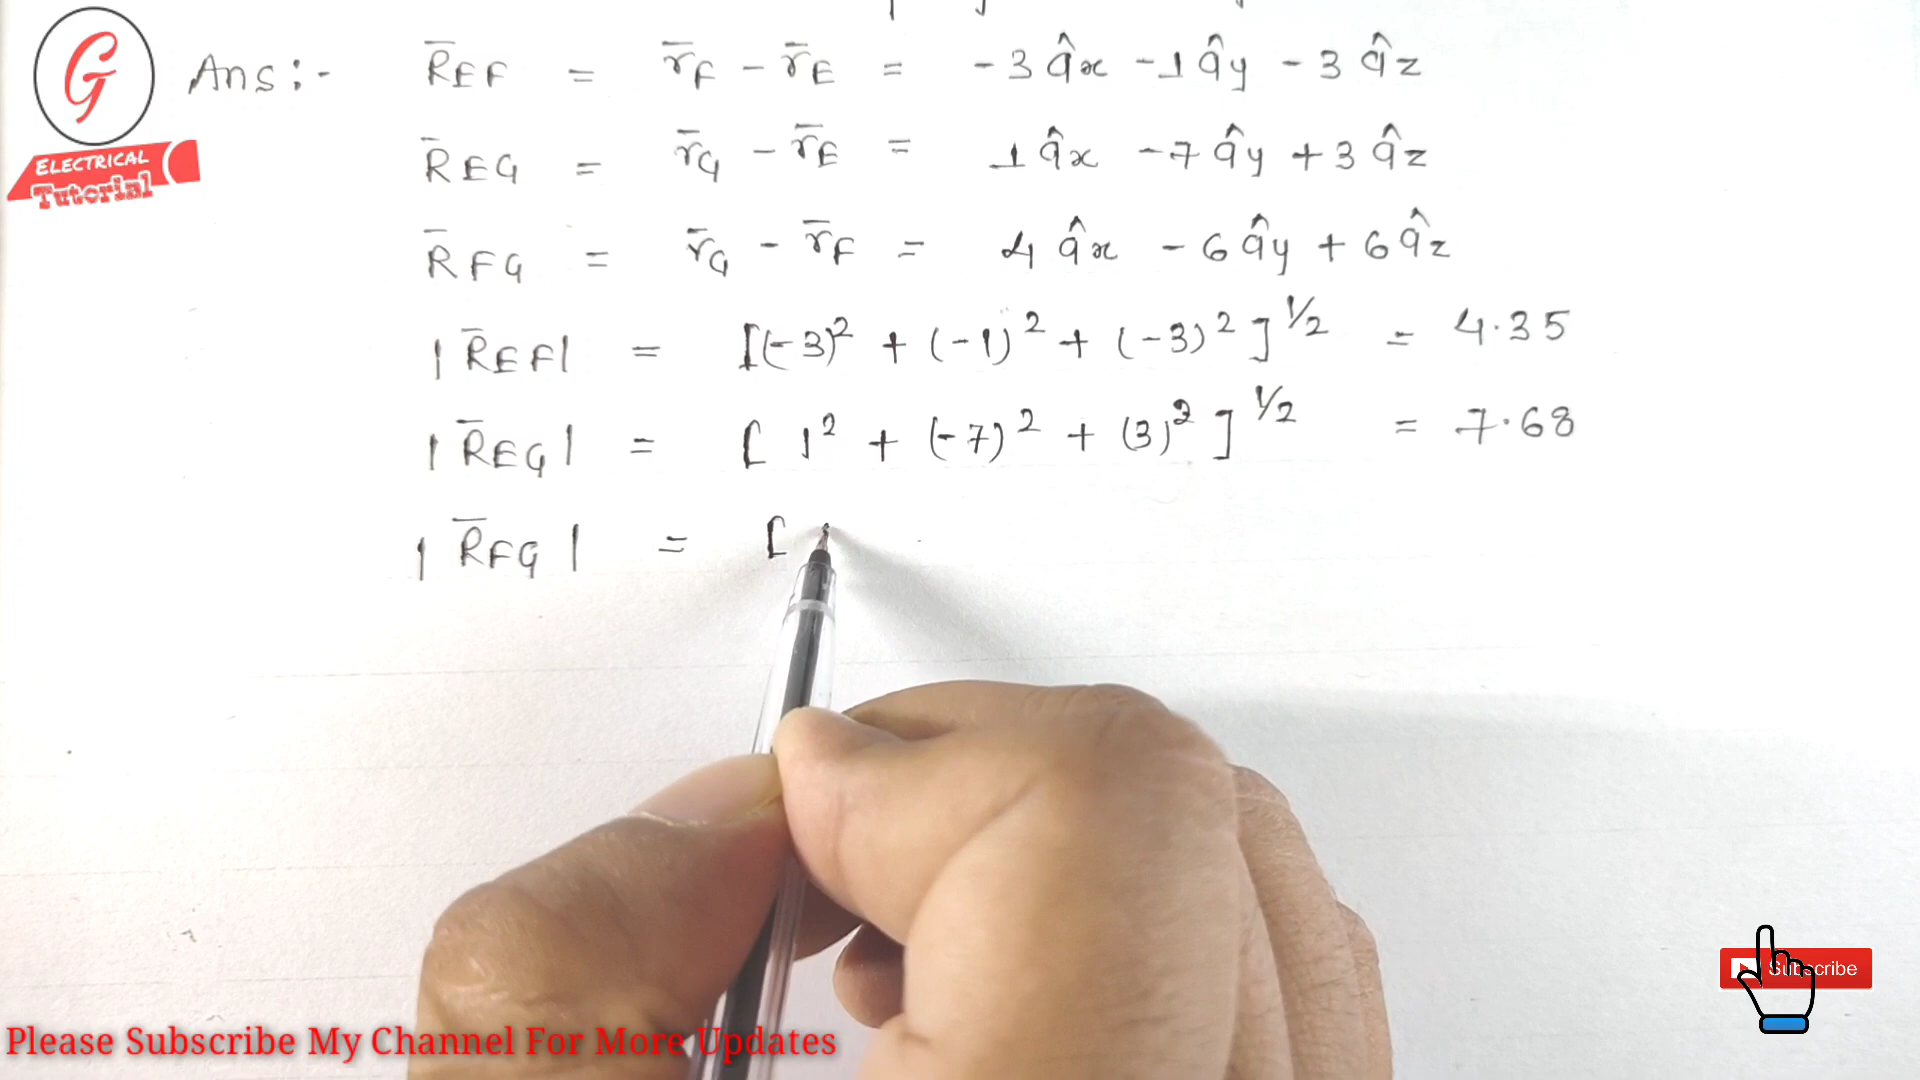 G
ELECTRICAL
Tutorial
Ans:- R̅EF = r̅F - r̅E = -3 âx -1 ây -3 âz
R̅EG = r̅G - r̅E = 1 âx -7 ây +3 âz
R̅FG = r̅G - r̅F = 4 âx -6 ây +6 âz
|R̅EF| = [(-3)² + (-1)² + (-3)²]^1/2 = 4.35
|R̅EG| = [1² + (-7)² + (3)²]^1/2 = 7.68
|R̅FG| = [
Subscribe
Please Subscribe My Channel For More Updates